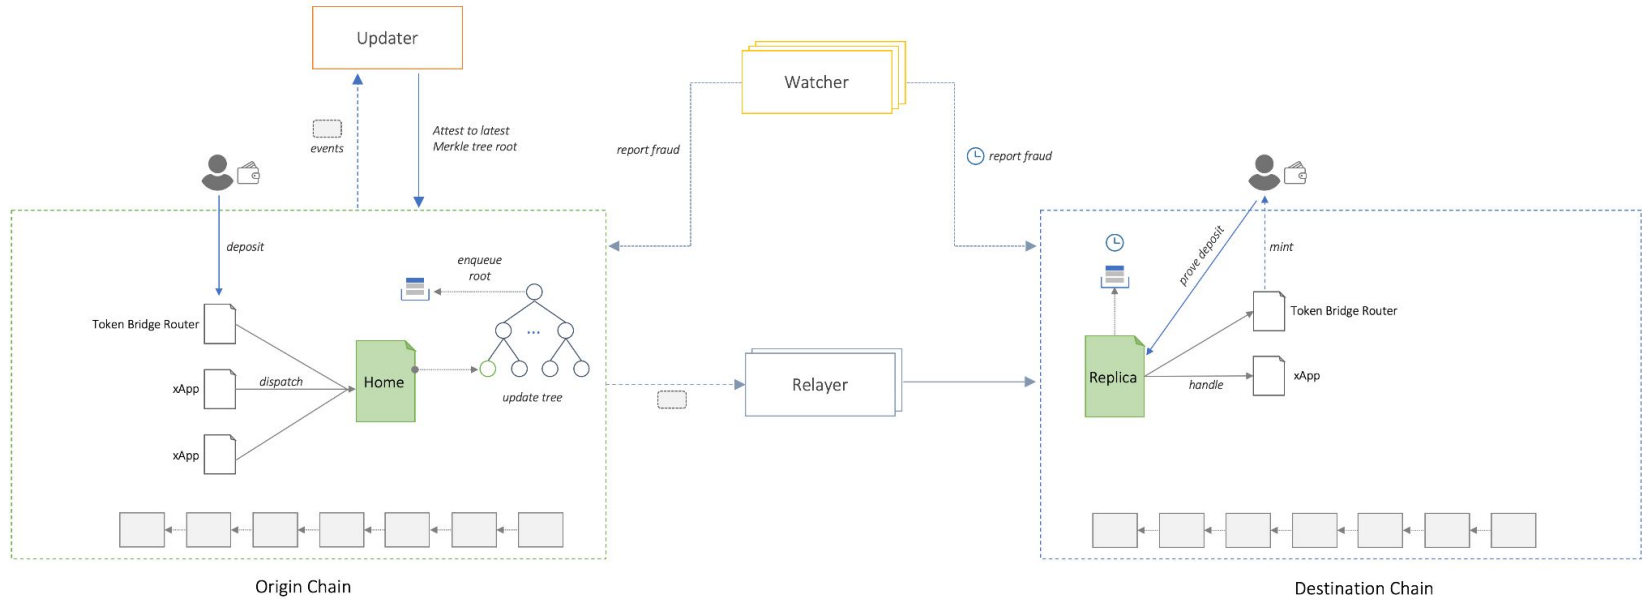 Updater
Watcher
events
Attest to latest
Merkle tree root
report fraud
report fraud
deposit
enqueue
root
prove deposit
mint
Token Bridge Router
Token Bridge Router
Home
Relayer
Replica
xApp
dispatch
update tree
handle
xApp
xApp
Origin Chain
Destination Chain